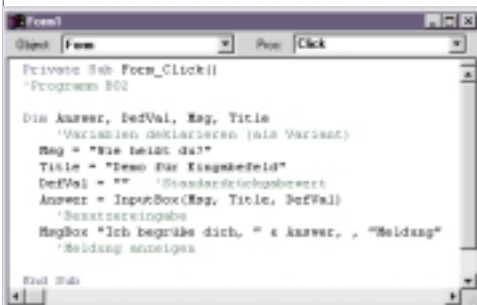 Form1
Object: Form Proc: Click
Private Sub Form_Click()
'Programm B02
Dim Answer, DefVal, Msg, Title
'Variablen deklarieren (als Variant)
Msg = "Wie heißt du?"
Title = "Demo für Eingabefeld"
DefVal = "" 'Standardrückgabewert
Answer = InputBox(Msg, Title, DefVal)
'Benutzereingabe
MsgBox "Ich begrüße dich, " & Answer, , "Meldung"
'Meldung anzeigen
End Sub